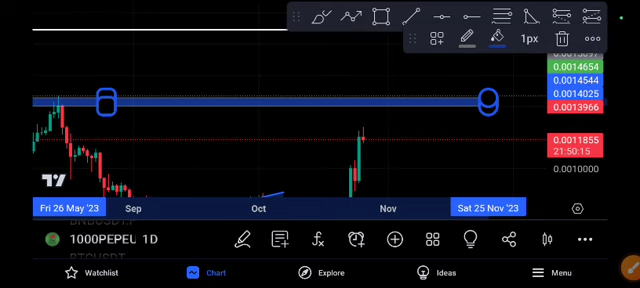 1px
0.0014654
0.0014544
0.0014025
0.0013966
0.0011855
21:50:15
0.0010000
Fri 26 May '23
Sep
Oct
Nov
Sat 25 Nov '23
1000PEPEU
1D
Watchlist
Chart
Explore
Ideas
Menu